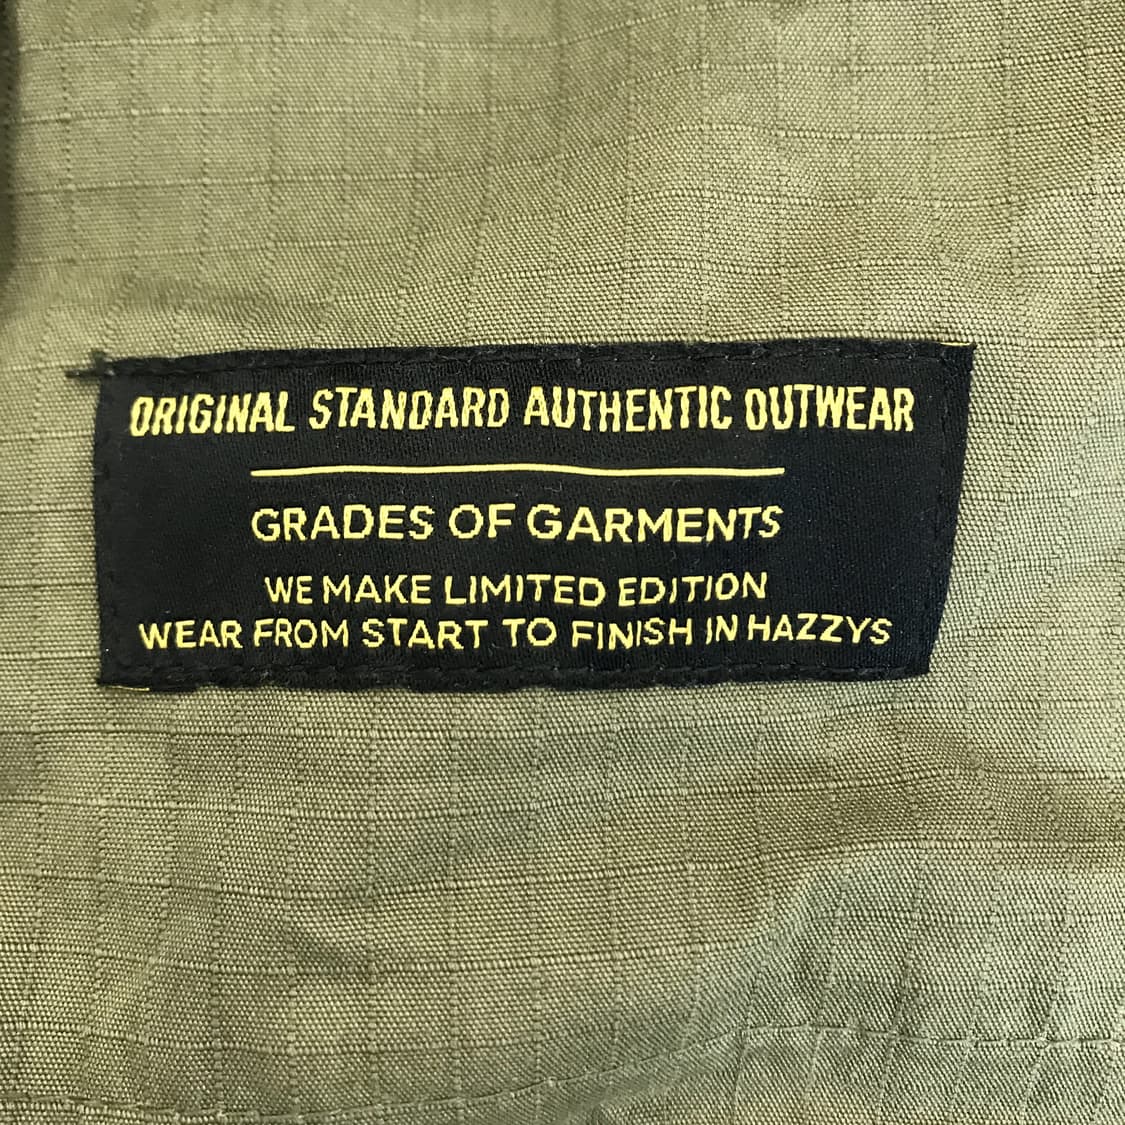 ORIGINAL STANDARD AUTHENTIC OUTWEAR
GRADES OF GARMENTS
WE MAKE LIMITED EDITION
WEAR FROM START TO FINISH IN HAZZYS